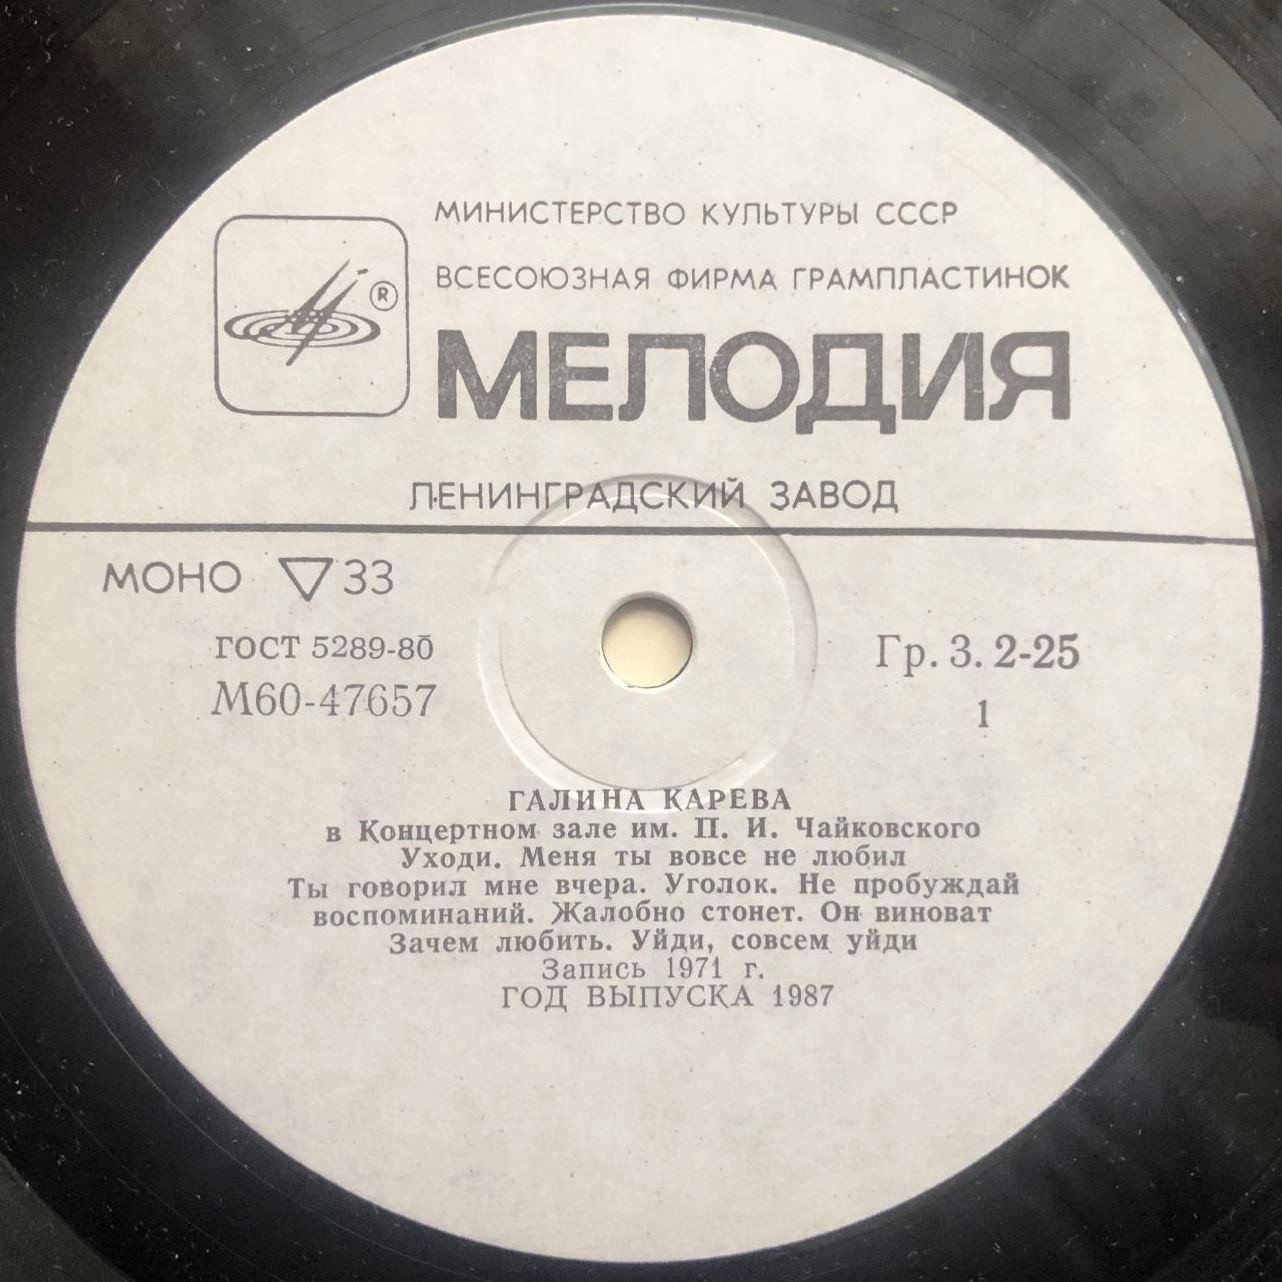 МИНИСТЕРСТВО КУЛЬТУРЫ СССР
ВСЕСОЮЗНАЯ ФИРМА ГРАМПЛАСТИНОК
®
МЕЛОДИЯ
ЛЕНИНГРАДСКИЙ ЗАВОД
МОНО ▽ 33
ГОСТ 5289-80
М60-47657
Гр. 3. 2-25
1
ГАЛИНА КАРЕВА
в Концертном зале им. П. И. Чайковского
Уходи. Меня ты вовсе не любил
Ты говорил мне вчера. Уголок. Не пробуждай
воспоминаний. Жалобно стонет. Он виноват
Зачем любить. Уйди, совсем уйди
Запись 1971 г.
ГОД ВЫПУСКА 1987